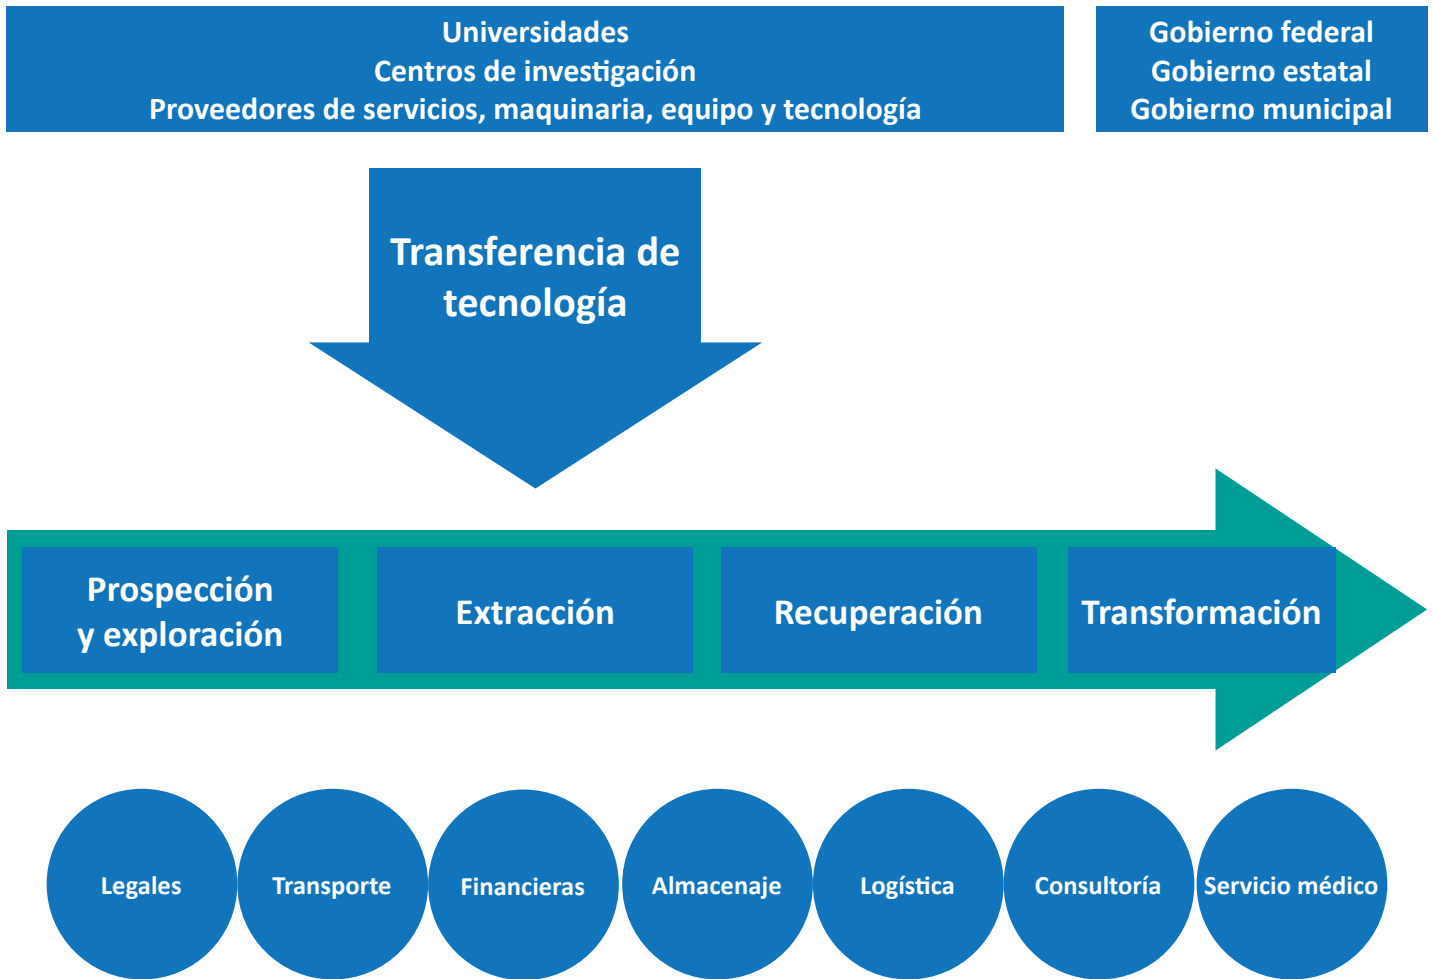 Universidades
Centros de investigación
Proveedores de servicios, maquinaria, equipo y tecnología
Gobierno federal
Gobierno estatal
Gobierno municipal
Transferencia de
tecnología
Prospección
y exploración
Extracción
Recuperación
Transformación
Legales
Transporte
Financieras
Almacenaje
Logística
Consultoría
Servicio médico